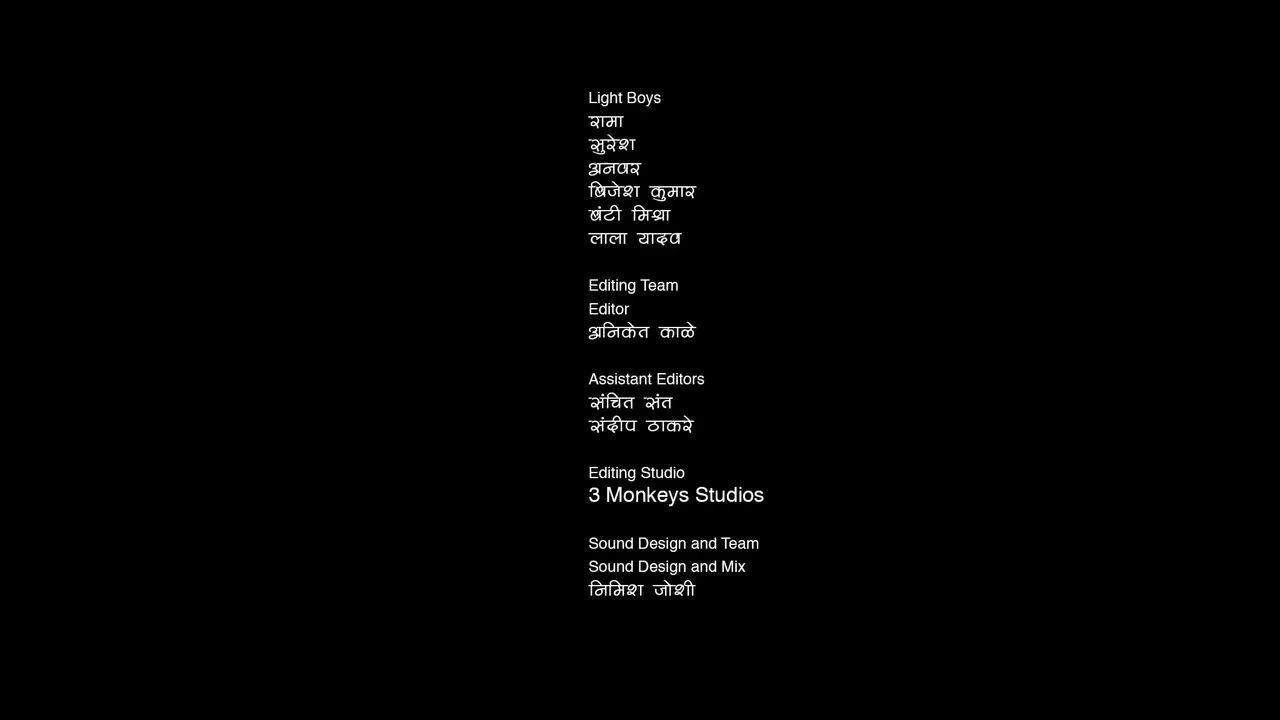 Light Boys
रामा
सुरेश
अनवर
बिजेश कुमार
बंटी मिश्रा
लाला यादव
Editing Team
Editor
अनिकेत काळे
Assistant Editors
संचित संत
संदीप ठाकरे
Editing Studio
3 Monkeys Studios
Sound Design and Team
Sound Design and Mix
निमिश जोशी